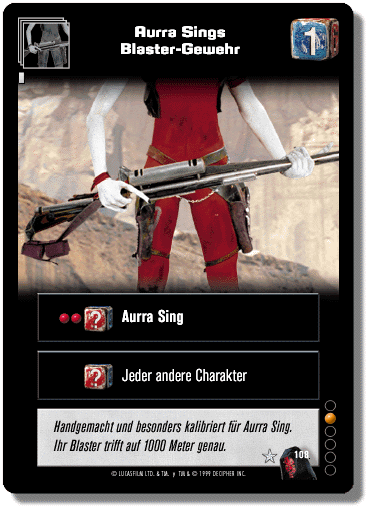 Aurra Sings
Blaster-Gewehr
1
? Aurra Sing
? Jeder andere Charakter
Handgemacht und besonders kalibriert für Aurra Sing.
Ihr Blaster trifft auf 1000 Meter genau.
108
© LUCASFILM LTD. & TM. TM & © 1999 DECIPHER INC.